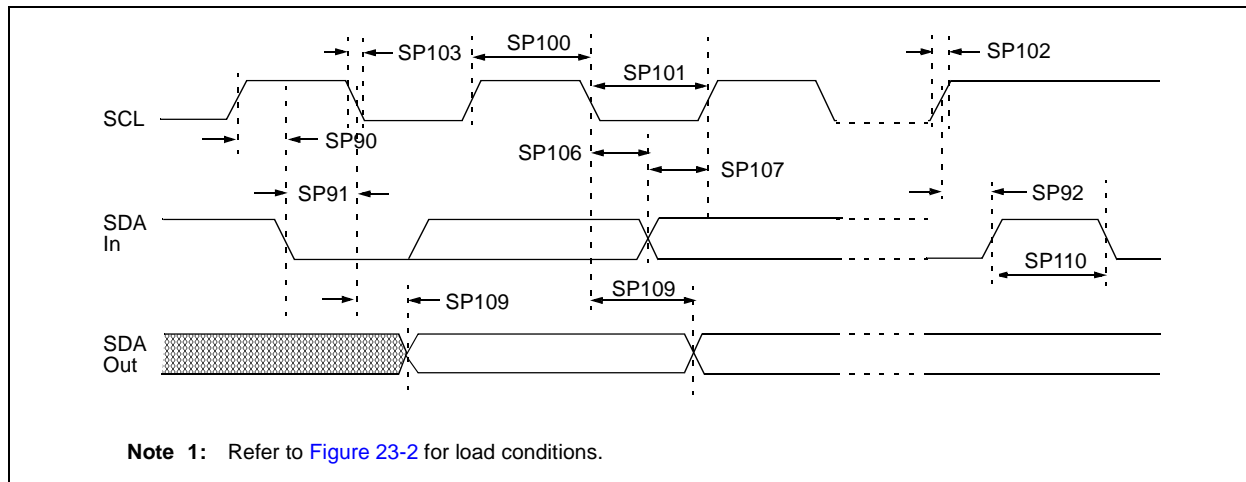 SP103
SP100
SP101
SP102
SCL
SP90
SP106
SP107
SP91
SP92
SDA
In
SP110
SP109
SP109
SDA
Out
Note 1: Refer to Figure 23-2 for load conditions.